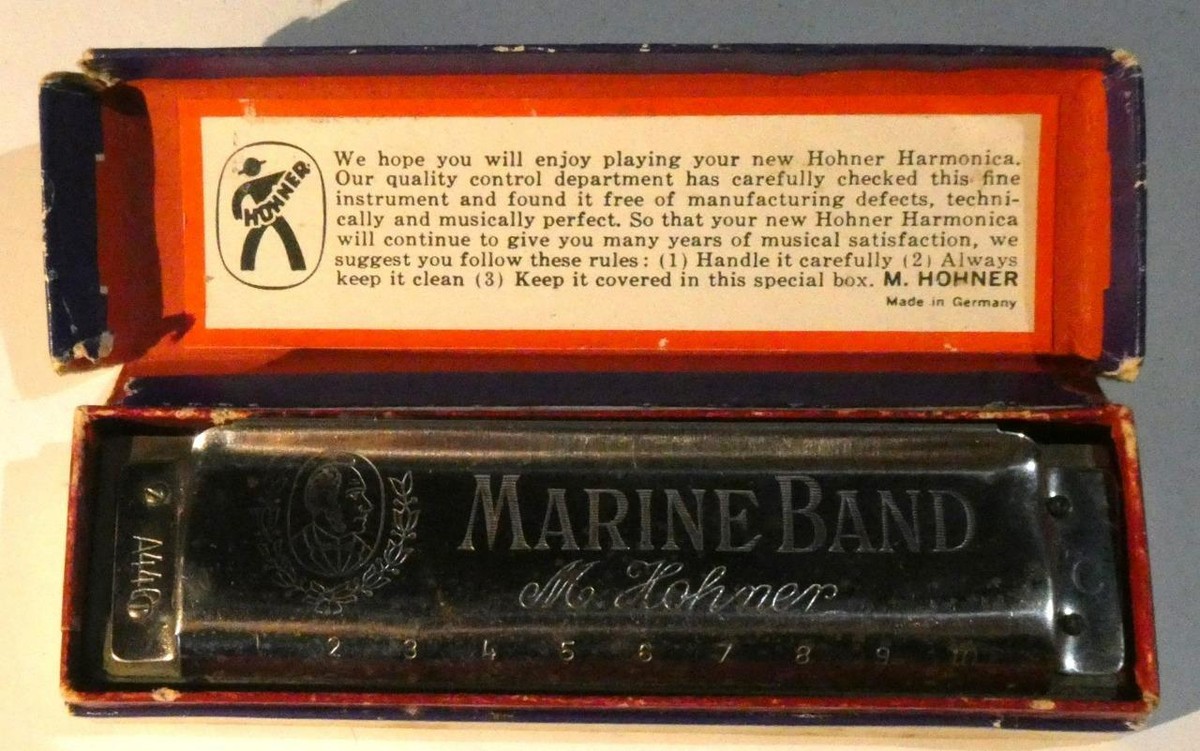 HOHNER
We hope you will enjoy playing your new Hohner Harmonica.
Our quality control department has carefully checked this fine
instrument and found it free of manufacturing defects, techni-
cally and musically perfect. So that your new Hohner Harmonica
will continue to give you many years of musical satisfaction, we
suggest you follow these rules: (1) Handle it carefully (2) Always
keep it clean (3) Keep it covered in this special box. M. HOHNER
Made in Germany
A440
C
MARINE BAND
M. Hohner
1 2 3 4 5 6 7 8 9 10